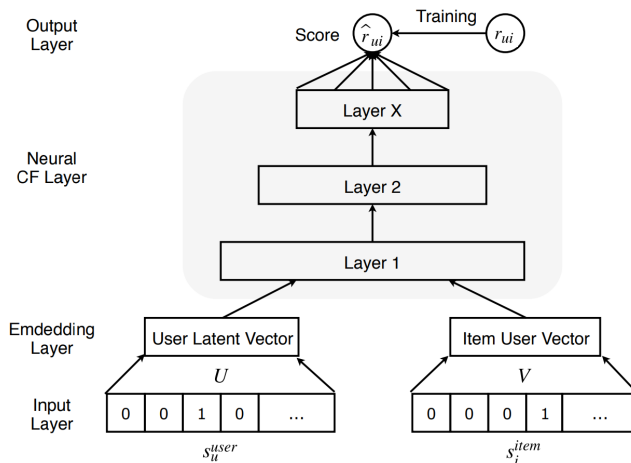 Output
Layer
Score
r̂ui
Training
rui
Layer X
Neural
CF Layer
Layer 2
Layer 1
Emdedding
Layer
User Latent Vector
Item User Vector
U
V
Input
Layer
0 0 1 0 ...
0 0 0 1 ...
s_u^user
s_i^item